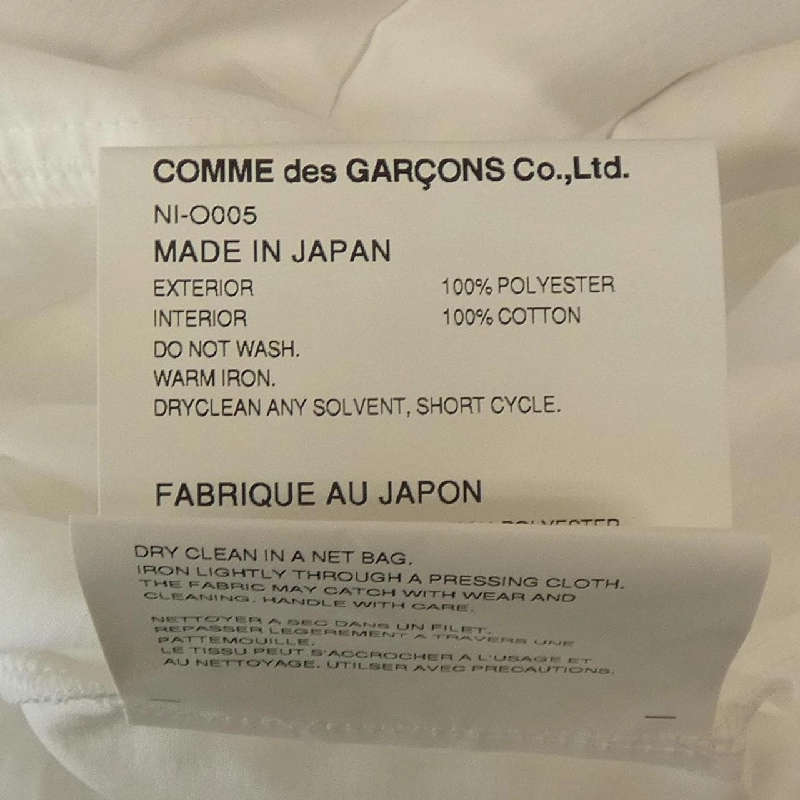 COMME des GARÇONS Co.,Ltd.
NI-O005
MADE IN JAPAN
EXTERIOR 100% POLYESTER
INTERIOR 100% COTTON
DO NOT WASH.
WARM IRON.
DRYCLEAN ANY SOLVENT, SHORT CYCLE.
FABRIQUE AU JAPON
POLYESTER
DRY CLEAN IN A NET BAG.
IRON LIGHTLY THROUGH A PRESSING CLOTH.
THE FABRIC MAY CATCH WITH WEAR AND
CLEANING. HANDLE WITH CARE.
NETTOYER A SEC DANS UN FILET.
REPASSER LEGEREMENT A TRAVERS UNE
PATTEMOUILLE.
LE TISSU PEUT S'ACCROCHER A L'USAGE ET
AU NETTOYAGE. UTILSER AVEC PRECAUTIONS.